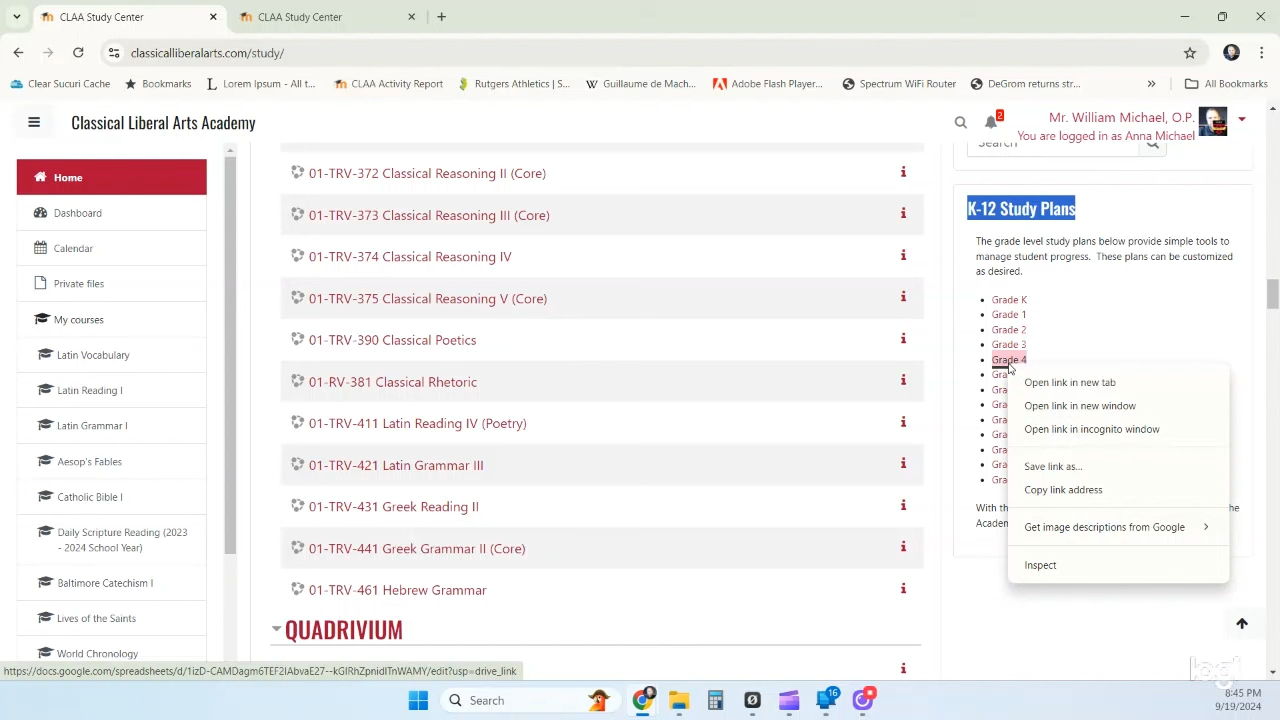 CLAA Study Center
CLAA Study Center
classicalliberalarts.com/study/
Clear Sucuri Cache
Bookmarks
Lorem Ipsum - All t...
CLAA Activity Report
Rutgers Athletics | S...
Guillaume de Mach...
Adobe Flash Player...
Spectrum WiFi Router
DeGrom returns str...
All Bookmarks
Classical Liberal Arts Academy
2
Mr. William Michael, O.P.
You are logged in as Anna Michael
Home
Dashboard
Calendar
Private files
My courses
Latin Vocabulary
Latin Reading I
Latin Grammar I
Aesop's Fables
Catholic Bible I
Daily Scripture Reading (2023
- 2024 School Year)
Baltimore Catechism I
Lives of the Saints
World Chronology
01-TRV-372 Classical Reasoning II (Core)
01-TRV-373 Classical Reasoning III (Core)
01-TRV-374 Classical Reasoning IV
01-TRV-375 Classical Reasoning V (Core)
01-TRV-390 Classical Poetics
01-RV-381 Classical Rhetoric
01-TRV-411 Latin Reading IV (Poetry)
01-TRV-421 Latin Grammar III
01-TRV-431 Greek Reading II
01-TRV-441 Greek Grammar II (Core)
01-TRV-461 Hebrew Grammar
QUADRIVIUM
Search
K-12 Study Plans
The grade level study plans below provide simple tools to
manage student progress. These plans can be customized
as desired.
Grade K
Grade 1
Grade 2
Grade 3
Grade 4
Gra
Gra
Gra
Gra
Gra
Gra
Gra
Gra
With th
the
Academ
Open link in new tab
Open link in new window
Open link in incognito window
Save link as...
Copy link address
Get image descriptions from Google
Inspect
Search
16
8:45 PM
9/19/2024